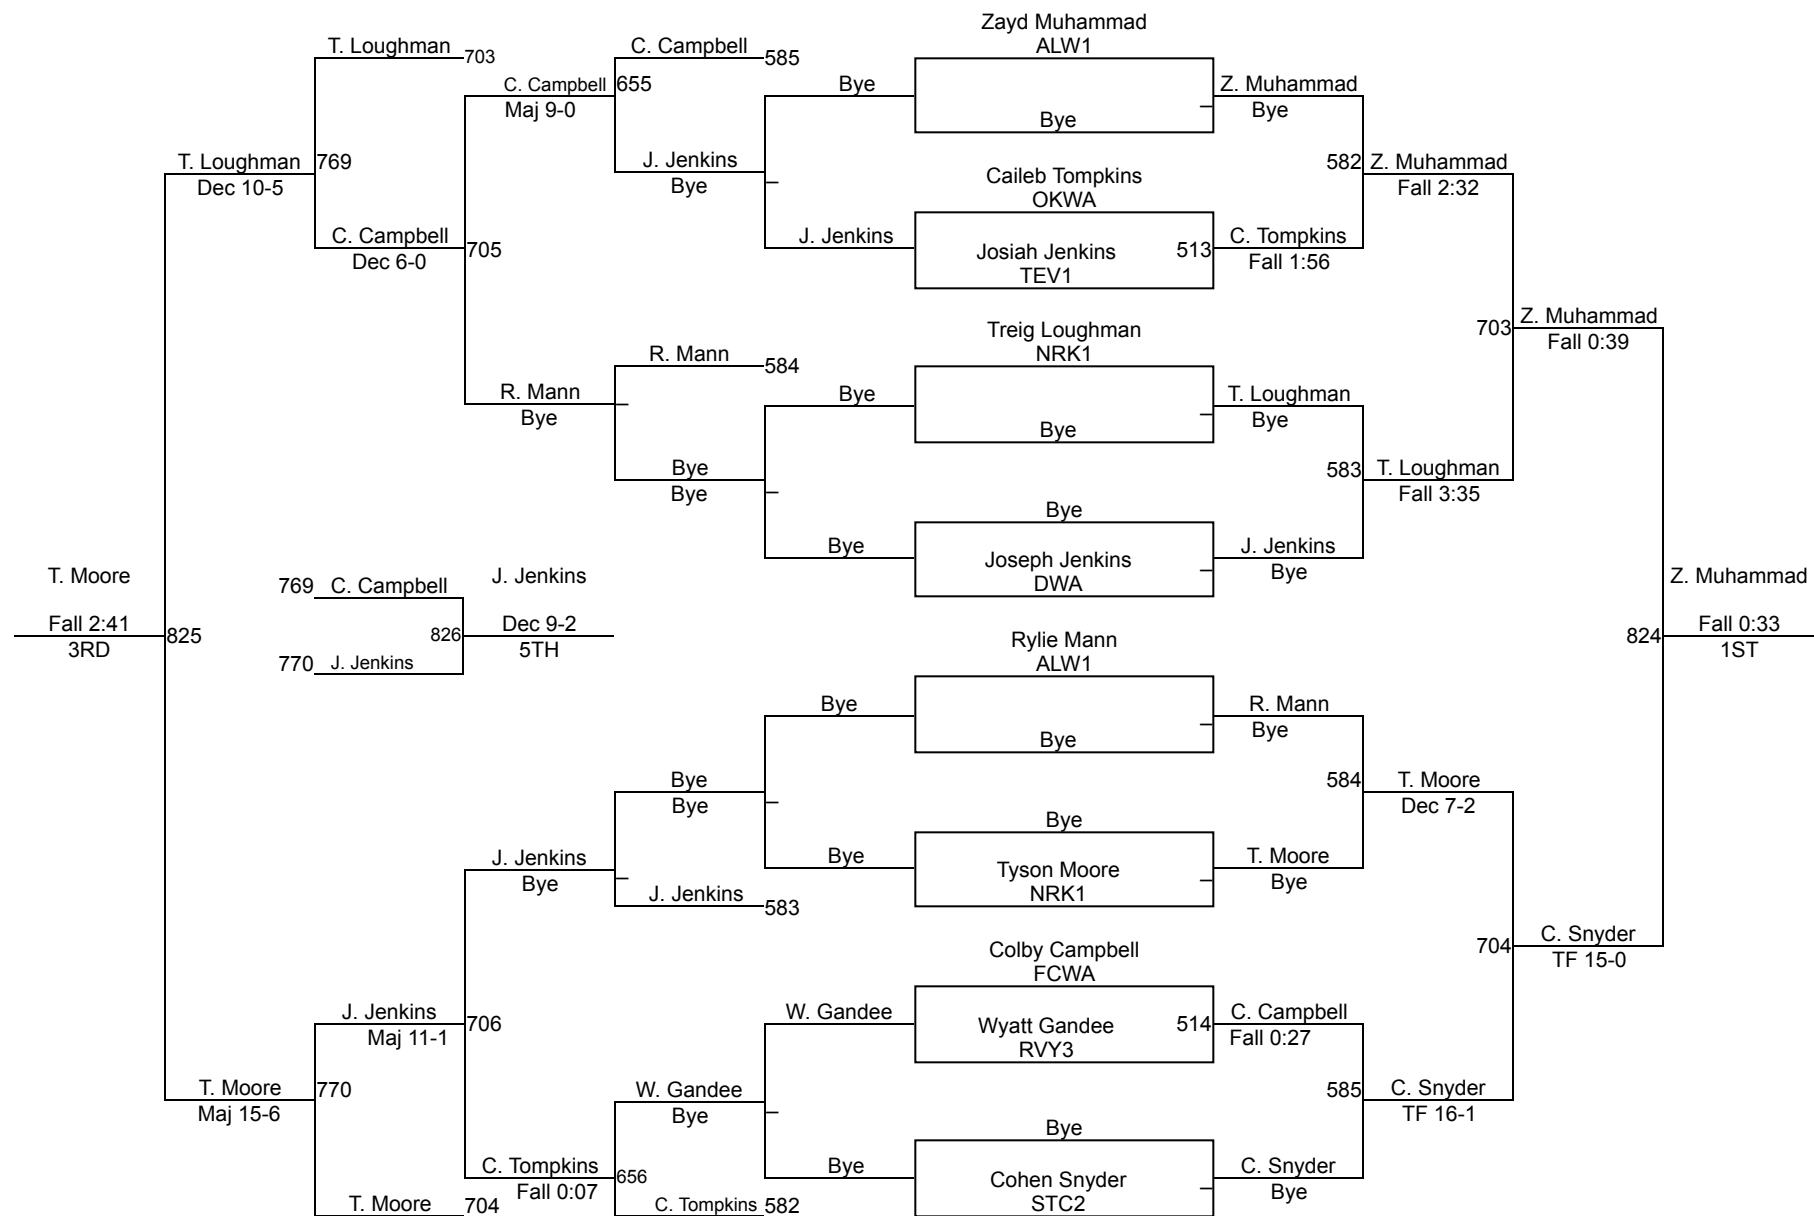 Zayd Muhammad
T. Loughman
703
C. Campbell
585
ALW1
C. Campbell
655
Bye
Z. Muhammad
Maj 9-0
Bye
Bye
J. Jenkins
Bye
T. Loughman
769
Dec 10-5
582
Z. Muhammad
Fall 2:32
Caileb Tompkins
OKWA
C. Campbell
Dec 6-0
705
J. Jenkins
Josiah Jenkins
TEV1
513
C. Tompkins
Fall 1:56
Treig Loughman
NRK1
703
Z. Muhammad
Fall 0:39
R. Mann
584
R. Mann
Bye
Bye
T. Loughman
Bye
Bye
Bye
Bye
583
T. Loughman
Fall 3:35
Bye
Bye
Joseph Jenkins
DWA
J. Jenkins
Bye
T. Moore
Fall 2:41
3RD
825
769
C. Campbell
J. Jenkins
826
Dec 9-2
5TH
770
J. Jenkins
Z. Muhammad
824
Fall 0:33
1ST
Rylie Mann
ALW1
Bye
R. Mann
Bye
Bye
Bye
Bye
584
T. Moore
Dec 7-2
Bye
J. Jenkins
Bye
Bye
Tyson Moore
NRK1
T. Moore
Bye
J. Jenkins
583
Colby Campbell
FCWA
704
C. Snyder
TF 15-0
J. Jenkins
Maj 11-1
706
W. Gandee
Wyatt Gandee
RVY3
514
C. Campbell
Fall 0:27
T. Moore
Maj 15-6
770
W. Gandee
Bye
585
C. Snyder
TF 16-1
Bye
C. Tompkins
Fall 0:07
656
Bye
Cohen Snyder
STC2
C. Snyder
Bye
T. Moore
704
C. Tompkins
582